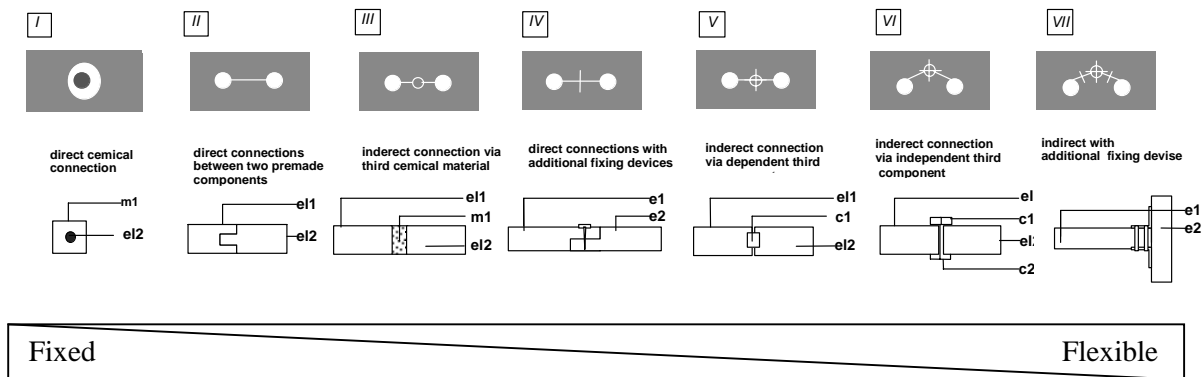 I
II
III
IV
V
VI
VII
direct cemical
connection
direct connections
between two premade
components
inderect connection via
third cemical material
direct connections with
additional fixing devices
inderect connection
via dependent third
inderect connection
via independent third
component
indirect with
additional fixing devise
m1
el2
el1
el2
el1
m1
el2
e1
e2
el1
c1
el2
el
c1
el2
c2
e1
e2
Fixed
Flexible